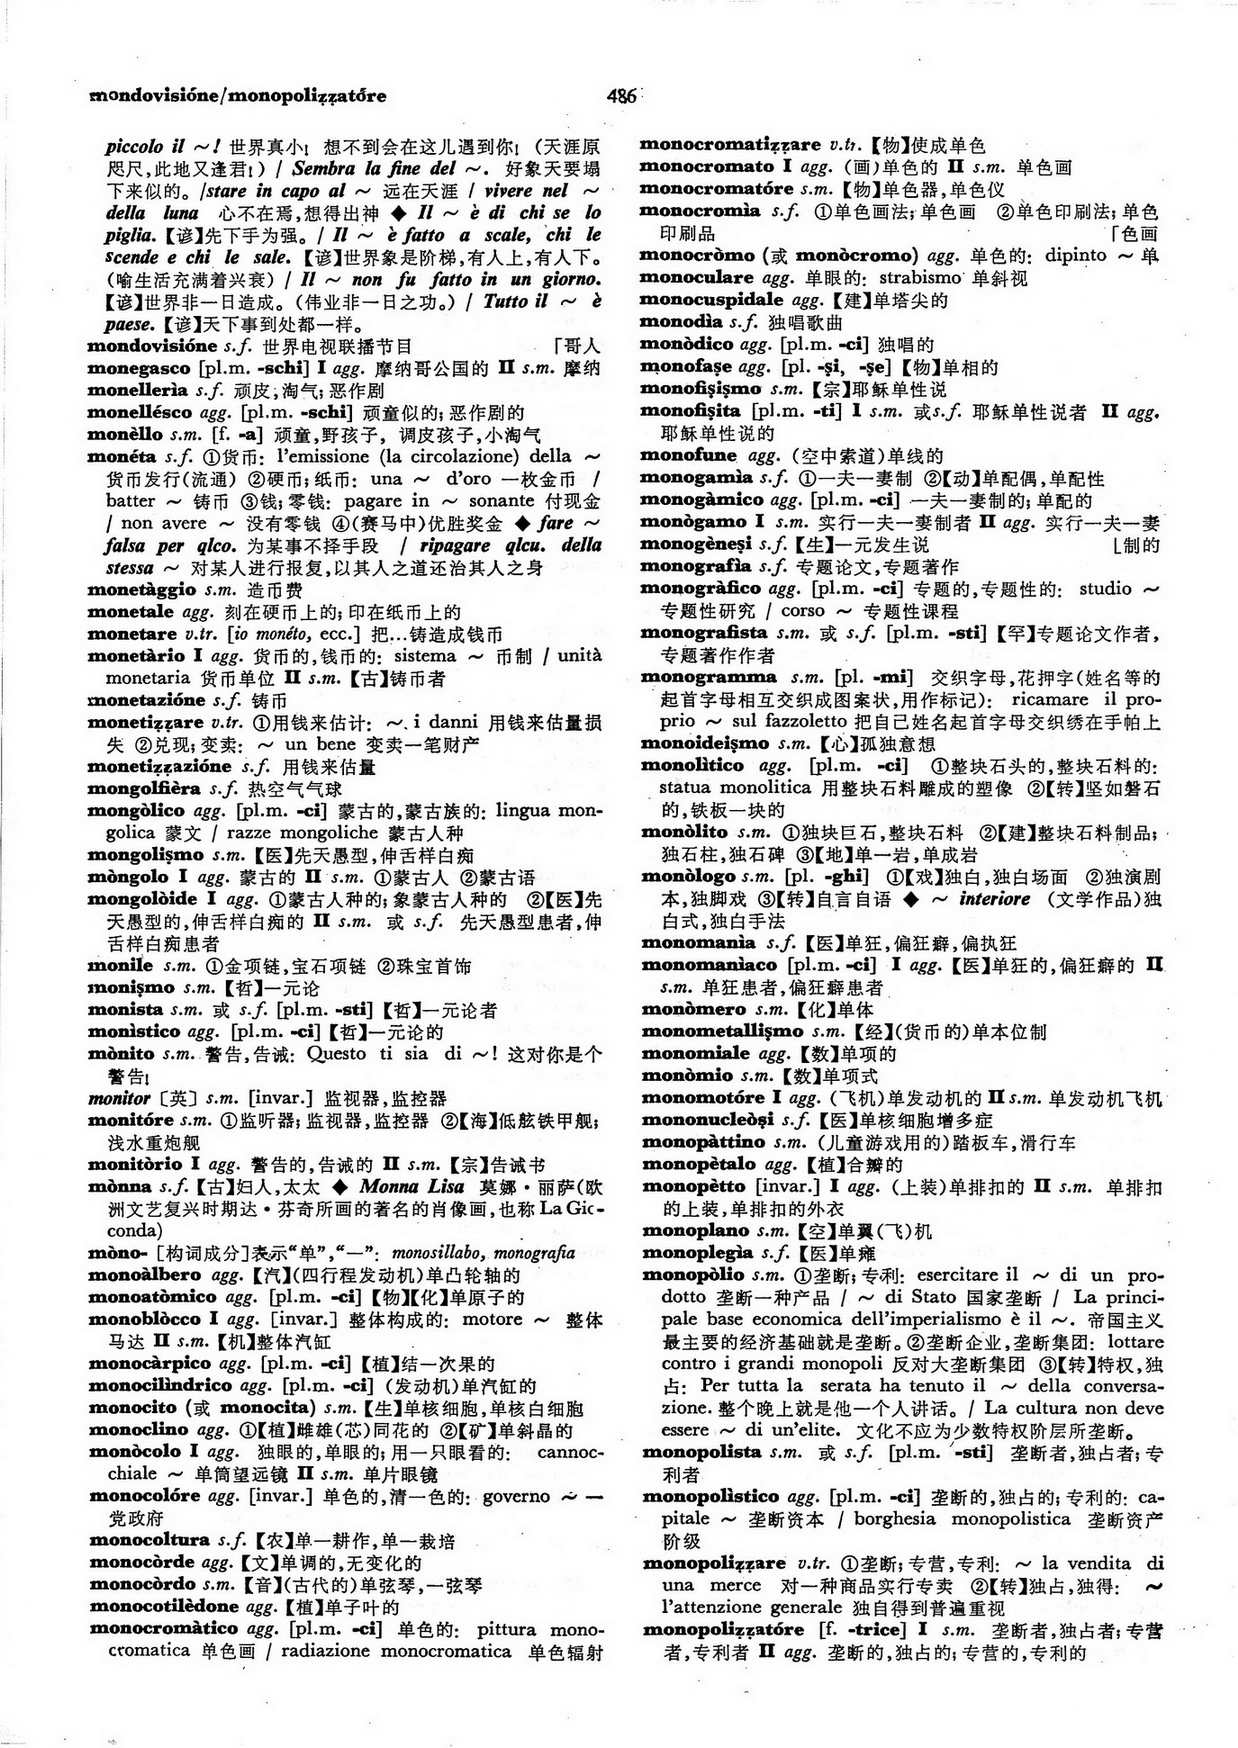 mondovisióne/monopoliẓẓatóre
486
piccolo il ～! 世界真小! 想不到会在这儿遇到你! (天涯原
咫尺,此地又逢君!) / Sembra la fine del ～. 好象天要塌
下来似的。/stare in capo al ～ 远在天涯 / vivere nel ～
della luna 心不在焉,想得出神 ◆ Il ～ è di chi se lo
piglia.【谚】先下手为强。/ Il ～ è fatto a scale, chi le
scende e chi le sale.【谚】世界象是阶梯,有人上,有人下。
(喻生活充满着兴衰) / Il ～ non fu fatto in un giorno.
【谚】世界非一日造成。(伟业非一日之功。) / Tutto il ～ è
paese.【谚】天下事到处都一样。
mondovisióne s.f. 世界电视联播节目 「哥人
monegasco [pl.m. -schi] I agg. 摩纳哥公国的 II s.m. 摩纳
monellerìa s.f. 顽皮;淘气;恶作剧
monellésco agg. [pl.m. -schi] 顽童似的;恶作剧的
monèllo s.m. [f. -a] 顽童,野孩子, 调皮孩子,小淘气
monéta s.f. ①货币: l'emissione (la circolazione) della ～
货币发行(流通) ②硬币;纸币: una ～ d'oro 一枚金币 /
batter ～ 铸币 ③钱;零钱: pagare in ～ sonante 付现金
/ non avere ～ 没有零钱 ④(赛马中)优胜奖金 ◆ fare ～
falsa per qlco. 为某事不择手段 / ripagare qlcu. della
stessa ～ 对某人进行报复,以其人之道还治其人之身
monetàggio s.m. 造币费
monetale agg. 刻在硬币上的;印在纸币上的
monetare v.tr. [io monéto, ecc.] 把…铸造成钱币
monetàrio I agg. 货币的,钱币的: sistema ～ 币制 / unità
monetaria 货币单位 II s.m.【古】铸币者
monetazióne s.f. 铸币
monetiẓẓare v.tr. ①用钱来估计: ～ i danni 用钱来估量损
失 ②兑现;变卖: ～ un bene 变卖一笔财产
monetiẓẓazióne s.f. 用钱来估量
mongolfièra s.f. 热空气气球
mongòlico agg. [pl.m. -ci] 蒙古的,蒙古族的: lingua mon-
golica 蒙文 / razze mongoliche 蒙古人种
mongolişmo s.m.【医】先天愚型,伸舌样白痴
mòngolo I agg. 蒙古的 II s.m. ①蒙古人 ②蒙古语
mongolòide I agg. ①蒙古人种的;象蒙古人种的 ②【医】先
天愚型的,伸舌样白痴的 II s.m. 或 s.f. 先天愚型患者,伸
舌样白痴患者
monile s.m. ①金项链,宝石项链 ②珠宝首饰
monişmo s.m.【哲】一元论
monista s.m. 或 s.f. [pl.m. -sti]【哲】一元论者
monìstico agg. [pl.m. -ci]【哲】一元论的
mònito s.m. 警告,告诫: Questo ti sia di ～! 这对你是个
警告!
monitor〔英〕s.m. [invar.] 监视器,监控器
monitóre s.m. ①监听器;监视器,监控器 ②【海】低舷铁甲舰;
浅水重炮舰
monitòrio I agg. 警告的,告诫的 II s.m.【宗】告诫书
mònna s.f.【古】妇人,太太 ◆ Monna Lisa 莫娜·丽萨(欧
洲文艺复兴时期达·芬奇所画的著名的肖像画,也称 La Gio-
conda)
mòno- [构词成分]表示“单”,“一”: monosillabo, monografia
monoàlbero agg.【汽】(四行程发动机)单凸轮轴的
monoatòmico agg. [pl.m. -ci]【物】【化】单原子的
monoblòcco I agg. [invar.] 整体构成的: motore ～ 整体
马达 II s.m.【机】整体汽缸
monocàrpico agg. [pl.m. -ci]【植】结一次果的
monocilìndrico agg. [pl.m. -ci] (发动机)单汽缸的
monocito (或 monocita) s.m.【生】单核细胞,单核白细胞
monoclino agg. ①【植】雌雄(芯)同花的 ②【矿】单斜晶的
monòcolo I agg. 独眼的,单眼的;用一只眼看的: cannoc-
chiale ～ 单筒望远镜 II s.m. 单片眼镜
monocolóre agg. [invar.] 单色的,清一色的: governo ～ 一
党政府
monocoltura s.f.【农】单一耕作,单一栽培
monocòrde agg.【文】单调的,无变化的
monocòrdo s.m.【音】(古代的)单弦琴,一弦琴
monocotilèdone agg.【植】单子叶的
monocromàtico agg. [pl.m. -ci] 单色的: pittura mono-
cromatica 单色画 / radiazione monocromatica 单色辐射
monocromatiẓẓare v.tr.【物】使成单色
monocromato I agg. (画)单色的 II s.m. 单色画
monocromatóre s.m.【物】单色器,单色仪
monocromìa s.f. ①单色画法;单色画 ②单色印刷法;单色
印刷品 「色画
monocròmo (或 monòcromo) agg. 单色的: dipinto ～ 单
monoculare agg. 单眼的: strabismo 单斜视
monocuspidale agg.【建】单塔尖的
monodìa s.f. 独唱歌曲
monòdico agg. [pl.m. -ci] 独唱的
monofaşe agg. [pl. -şi, -şe]【物】单相的
monofişişmo s.m.【宗】耶稣单性说
monofişita [pl.m. -ti] I s.m. 或s.f. 耶稣单性说者 II agg.
耶稣单性说的
monofune agg. (空中索道)单线的
monogamìa s.f. ①一夫一妻制 ②【动】单配偶,单配性
monogàmico agg. [pl.m. -ci] 一夫一妻制的;单配的
monògamo I s.m. 实行一夫一妻制者 II agg. 实行一夫一妻
monogèneşi s.f.【生】一元发生说 ⌊制的
monografìa s.f. 专题论文,专题著作
monogràfico agg. [pl.m. -ci] 专题的,专题性的: studio ～
专题性研究 / corso ～ 专题性课程
monografista s.m. 或 s.f. [pl.m. -sti]【罕】专题论文作者,
专题著作作者
monogramma s.m. [pl. -mi] 交织字母,花押字(姓名等的
起首字母相互交织成图案状,用作标记): ricamare il pro-
prio ～ sul fazzoletto 把自己姓名起首字母交织绣在手帕上
monoideişmo s.m.【心】孤独意想
monolìtico agg. [pl.m. -ci] ①整块石头的,整块石料的:
statua monolitica 用整块石料雕成的塑像 ②【转】坚如磐石
的,铁板一块的
monòlito s.m. ①独块巨石,整块石料 ②【建】整块石料制品;
独石柱,独石碑 ③【地】单一岩,单成岩
monòlogo s.m. [pl. -ghi] ①【戏】独白,独白场面 ②独演剧
本,独脚戏 ③【转】自言自语 ◆ ～ interiore (文学作品)独
白式,独白手法
monomanìa s.f.【医】单狂,偏狂癖,偏执狂
monomanìaco [pl.m. -ci] I agg.【医】单狂的,偏狂癖的 II
s.m. 单狂患者,偏狂癖患者
monòmero s.m.【化】单体
monometallişmo s.m.【经】(货币的)单本位制
monomiale agg.【数】单项的
monòmio s.m.【数】单项式
monomotóre I agg. (飞机)单发动机的 II s.m. 单发动机飞机
mononucleòşi s.f.【医】单核细胞增多症
monopàttino s.m. (儿童游戏用的)踏板车,滑行车
monopètalo agg.【植】合瓣的
monopètto [invar.] I agg. (上装)单排扣的 II s.m. 单排扣
的上装,单排扣的外衣
monoplano s.m.【空】单翼(飞)机
monoplegìa s.f.【医】单瘫
monopòlio s.m. ①垄断;专利: esercitare il ～ di un pro-
dotto 垄断一种产品 / ～ di Stato 国家垄断 / La princi-
pale base economica dell'imperialismo è il ～. 帝国主义
最主要的经济基础就是垄断。②垄断企业,垄断集团: lottare
contro i grandi monopoli 反对大垄断集团 ③【转】特权,独
占: Per tutta la serata ha tenuto il ～ della conversa-
zione. 整个晚上就是他一个人讲话。/ La cultura non deve
essere ～ di un'elite. 文化不应为少数特权阶层所垄断。
monopolista s.m. 或 s.f. [pl.m. -sti] 垄断者,独占者;专
利者
monopolìstico agg. [pl.m. -ci] 垄断的,独占的;专利的: ca-
pitale ～ 垄断资本 / borghesia monopolistica 垄断资产
阶级
monopoliẓẓare v.tr. ①垄断;专营,专利: ～ la vendita di
una merce 对一种商品实行专卖 ②【转】独占,独得: ～
l'attenzione generale 独自得到普遍重视
monopoliẓẓatóre [f. -trice] I s.m. 垄断者,独占者;专营
者,专利者 II agg. 垄断的,独占的;专营的,专利的